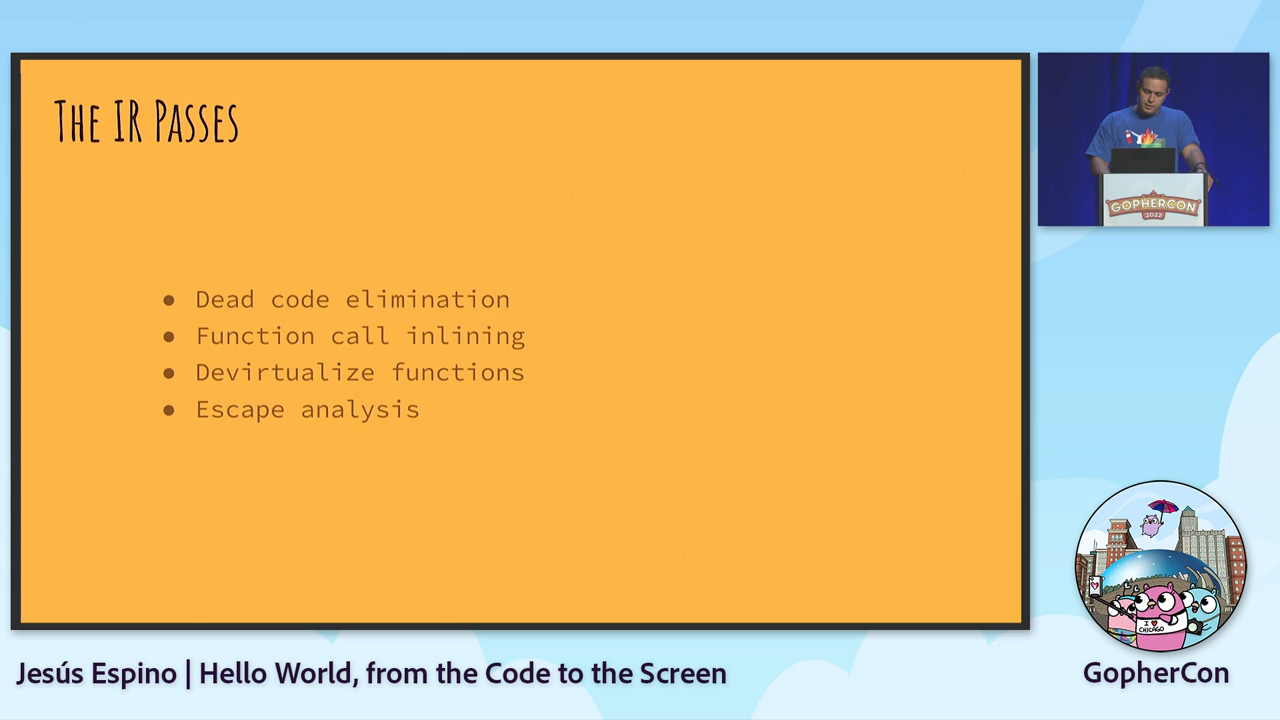 The IR Passes
● Dead code elimination
● Function call inlining
● Devirtualize functions
● Escape analysis
GOPHERCON
2022
I ♥
CHICAGO
Jesús Espino | Hello World, from the Code to the Screen
GopherCon